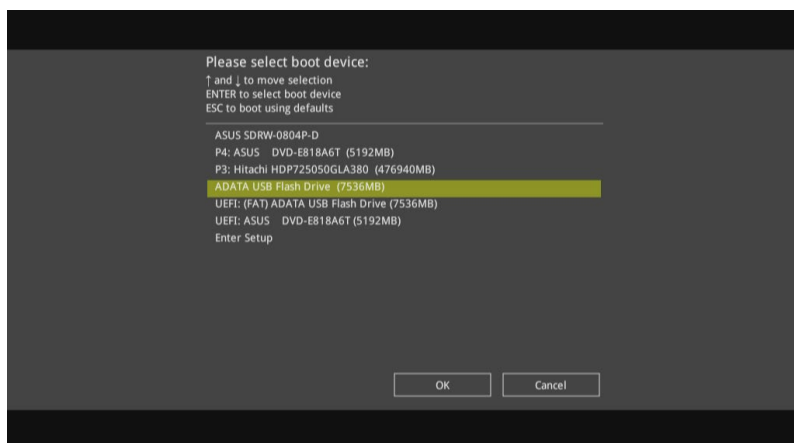 Please select boot device:
↑ and ↓ to move selection
ENTER to select boot device
ESC to boot using defaults
ASUS SDRW-0804P-D
P4: ASUS DVD-E818A6T (5192MB)
P3: Hitachi HDP725050GLA380 (476940MB)
ADATA USB Flash Drive (7536MB)
UEFI: (FAT) ADATA USB Flash Drive (7536MB)
UEFI: ASUS DVD-E818A6T (5192MB)
Enter Setup
OK Cancel